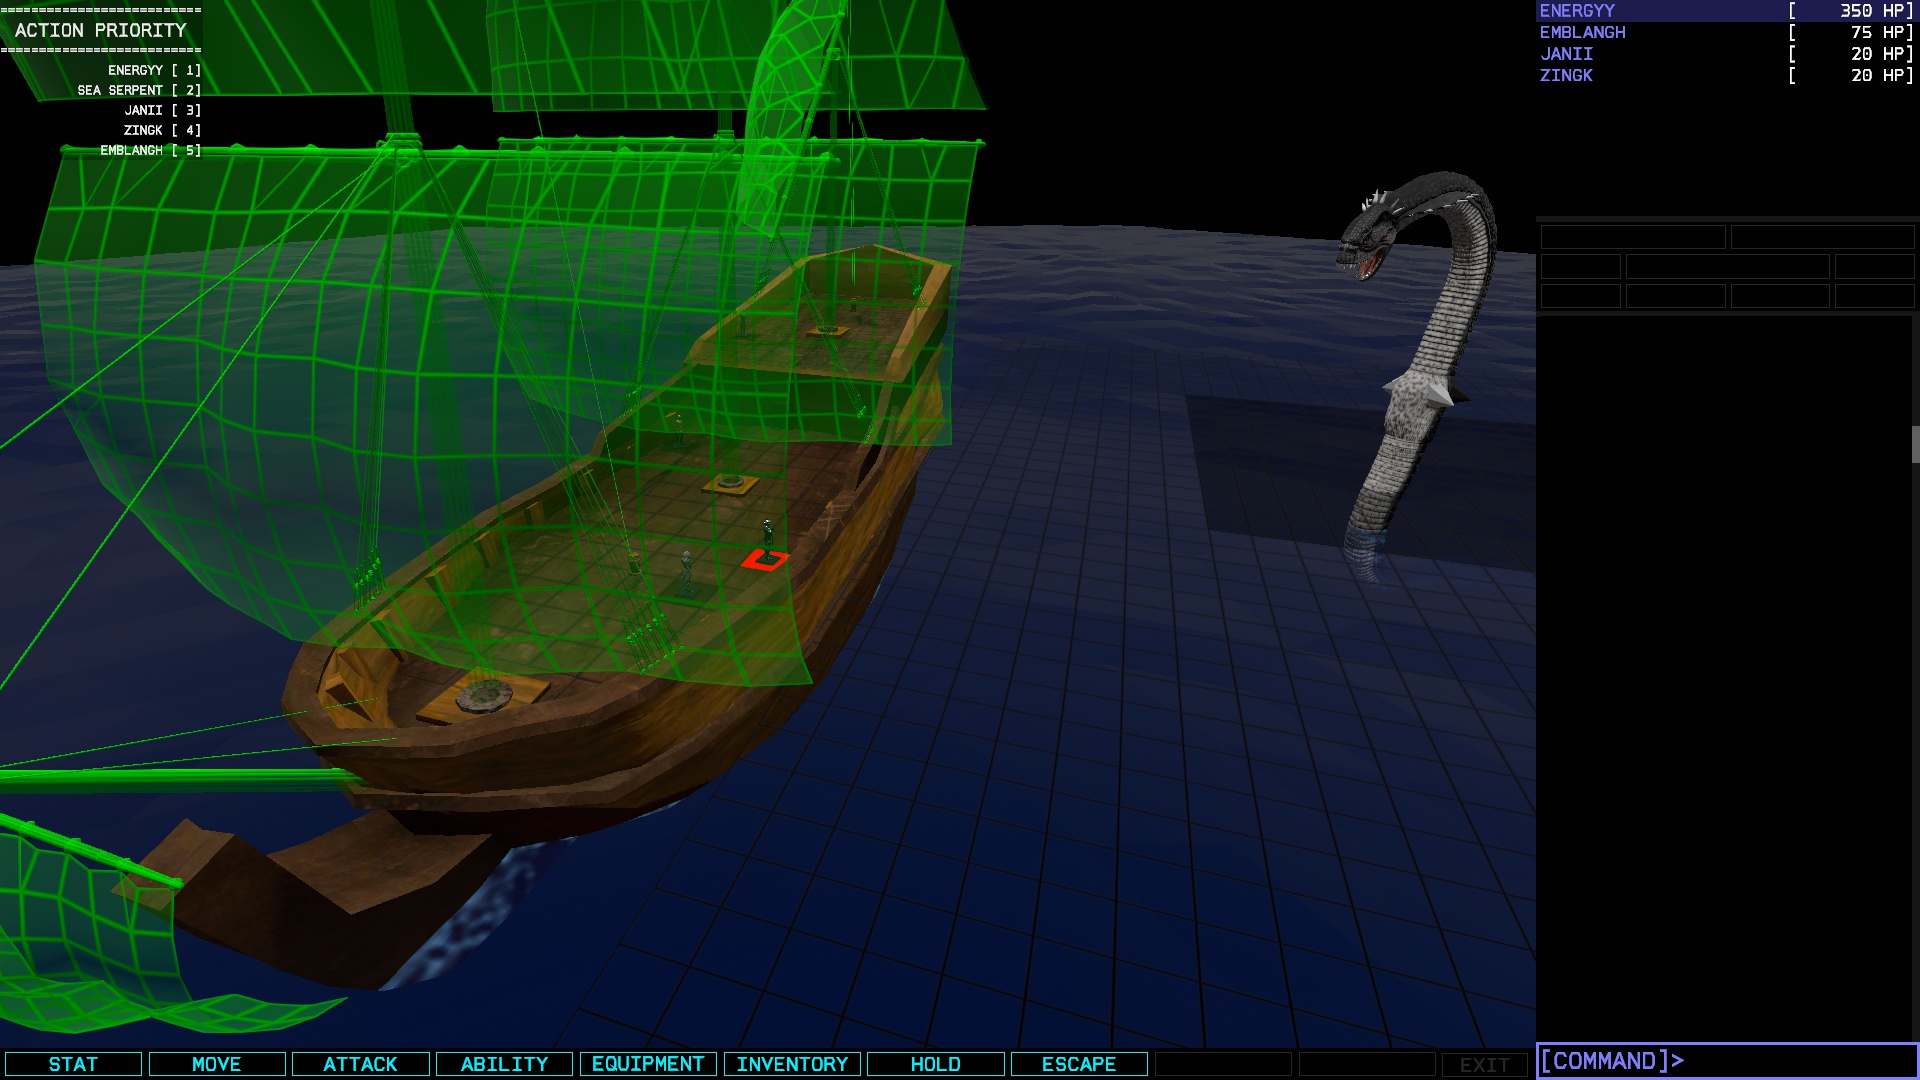 ACTION PRIORITY
ENERGYY [ 1]
SEA SERPENT [ 2]
JANII [ 3]
ZINGK [ 4]
EMBLANGH [ 5]
ENERGYY [ 350 HP]
EMBLANGH [ 75 HP]
JANII [ 20 HP]
ZINGK [ 20 HP]
STAT MOVE ATTACK ABILITY EQUIPMENT INVENTORY HOLD ESCAPE EXIT
[COMMAND]>